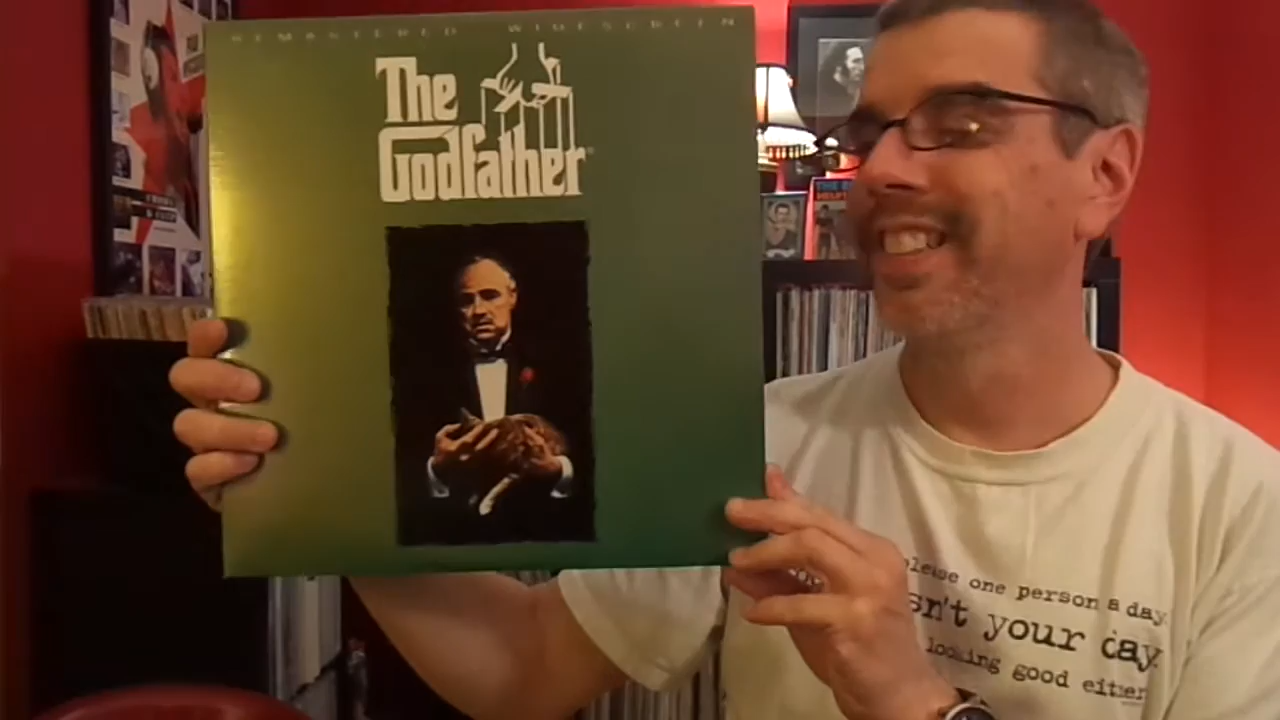 REMASTERED WIDESCREEN
The
Godfather
please one person a day.
sn't your day.
looking good either